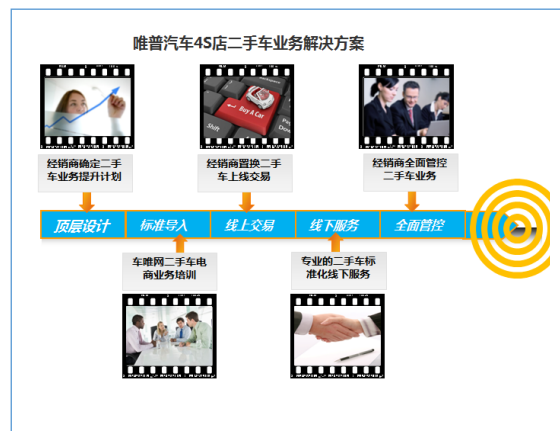 唯普汽车4S店二手车业务解决方案
Buy A Car
Shift
经销商确定二手
车业务提升计划
经销商置换二手
车上线交易
经销商全面管控
二手车业务
顶层设计
标准导入
线上交易
线下服务
全面管控
车唯网二手车电
商业务培训
专业的二手车标
准化线下服务